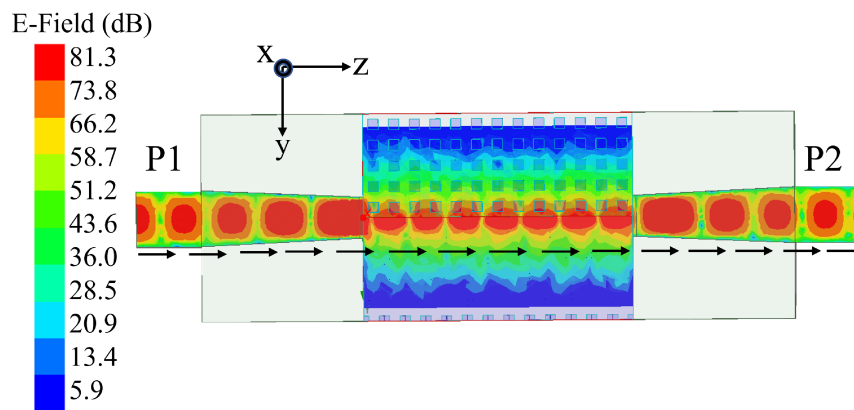 E-Field (dB)
81.3
73.8
66.2
58.7
51.2
43.6
36.0
28.5
20.9
13.4
5.9
x
z
y
P1
P2